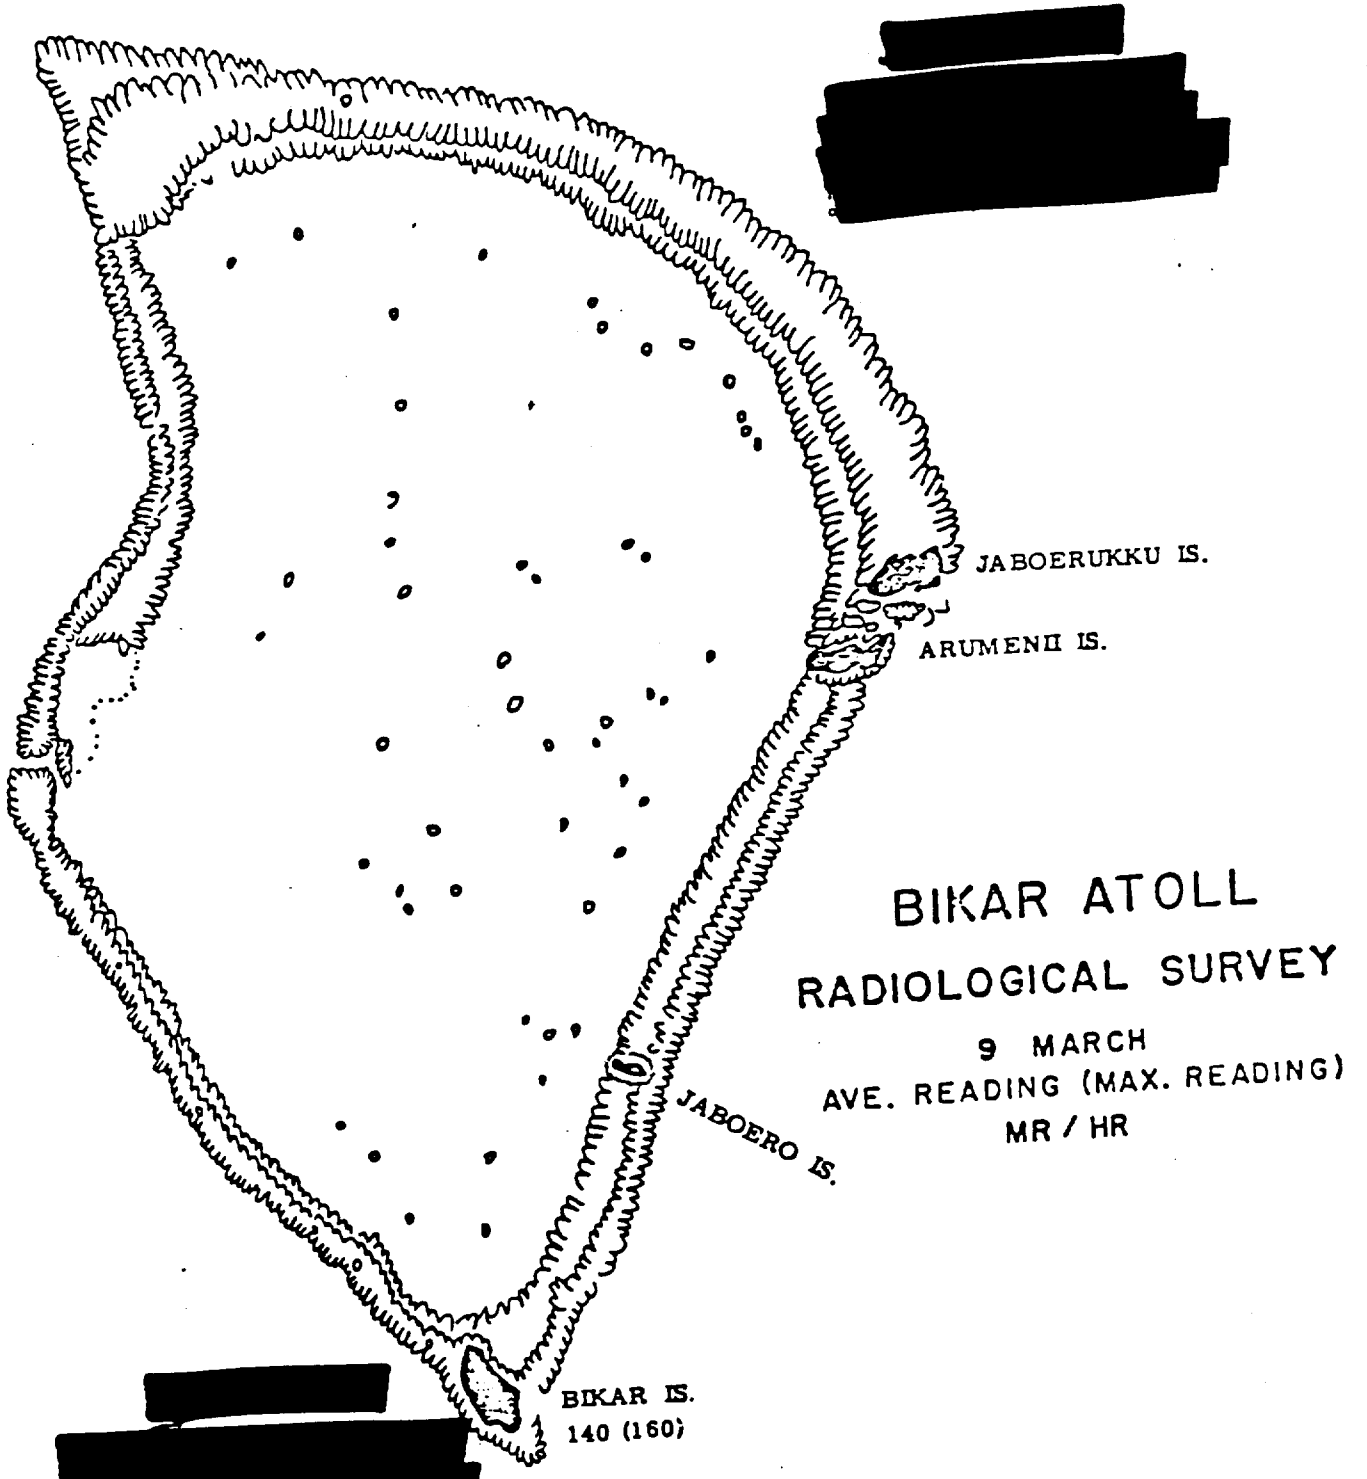 JABOERUKKU IS.
ARUMENII IS.
BIKAR ATOLL
RADIOLOGICAL SURVEY
9 MARCH
AVE. READING (MAX. READING)
MR / HR
JABOERO IS.
BIKAR IS.
140 (160)